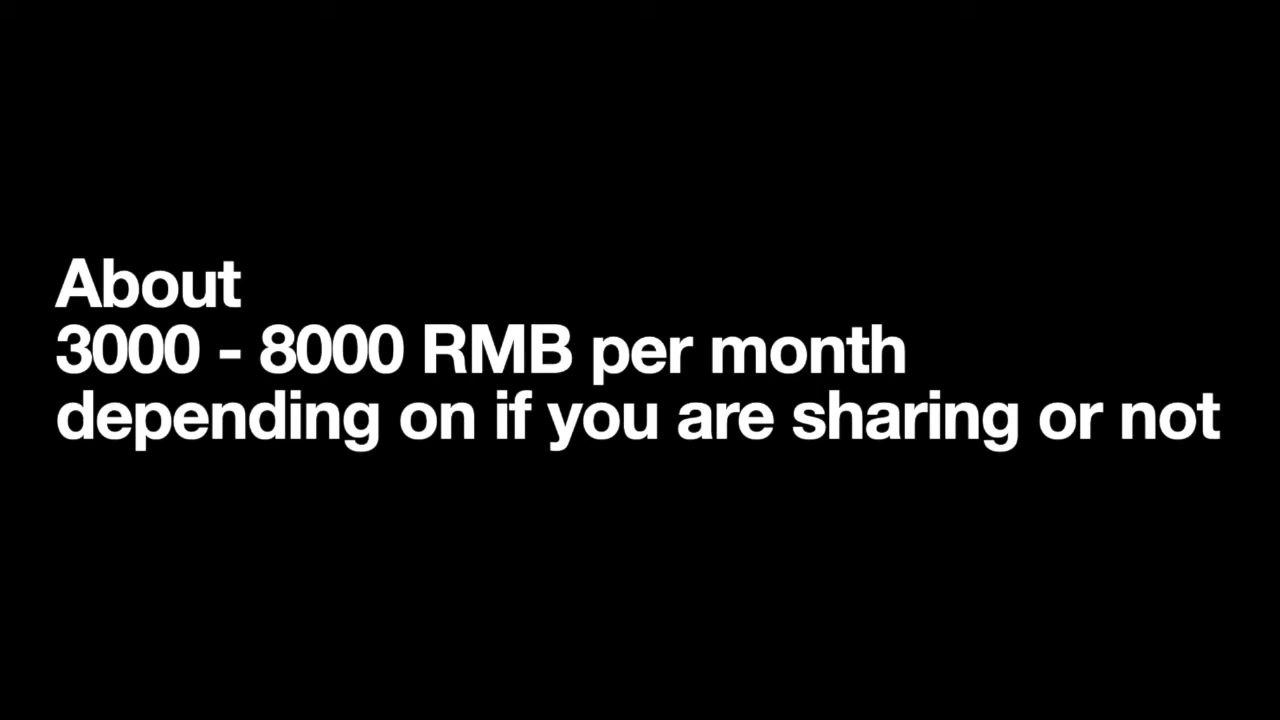 About
3000 - 8000 RMB per month
depending on if you are sharing or not